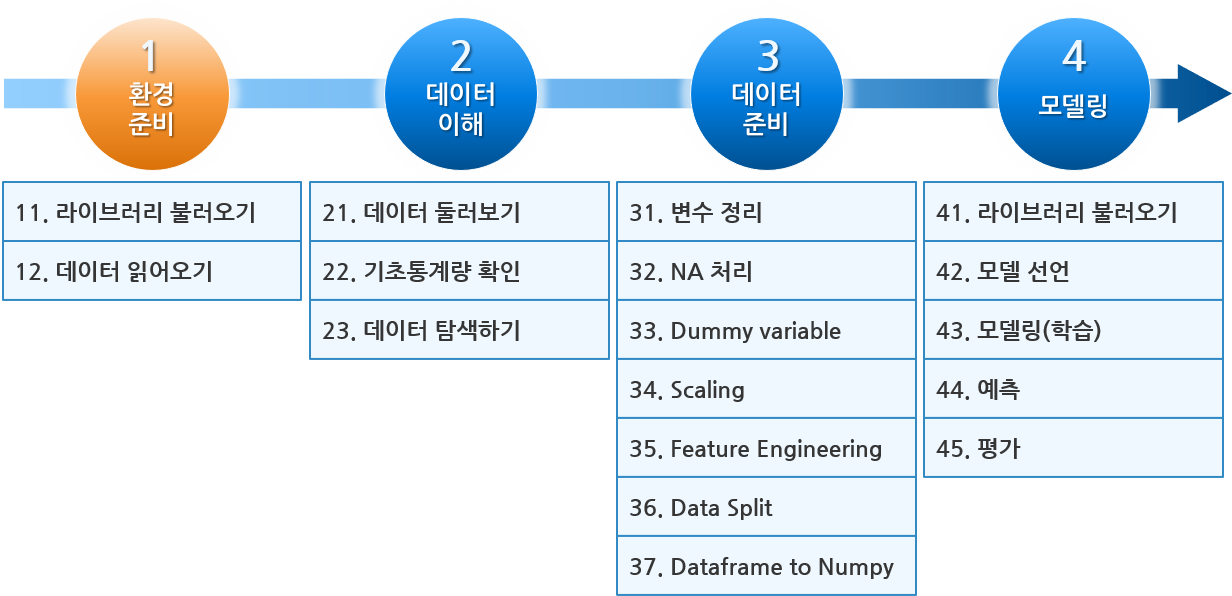 1
환경
준비
2
데이터
이해
3
데이터
준비
4
모델링
11. 라이브러리 불러오기
12. 데이터 읽어오기
21. 데이터 둘러보기
22. 기초통계량 확인
23. 데이터 탐색하기
31. 변수 정리
32. NA 처리
33. Dummy variable
34. Scaling
35. Feature Engineering
36. Data Split
37. Dataframe to Numpy
41. 라이브러리 불러오기
42. 모델 선언
43. 모델링(학습)
44. 예측
45. 평가